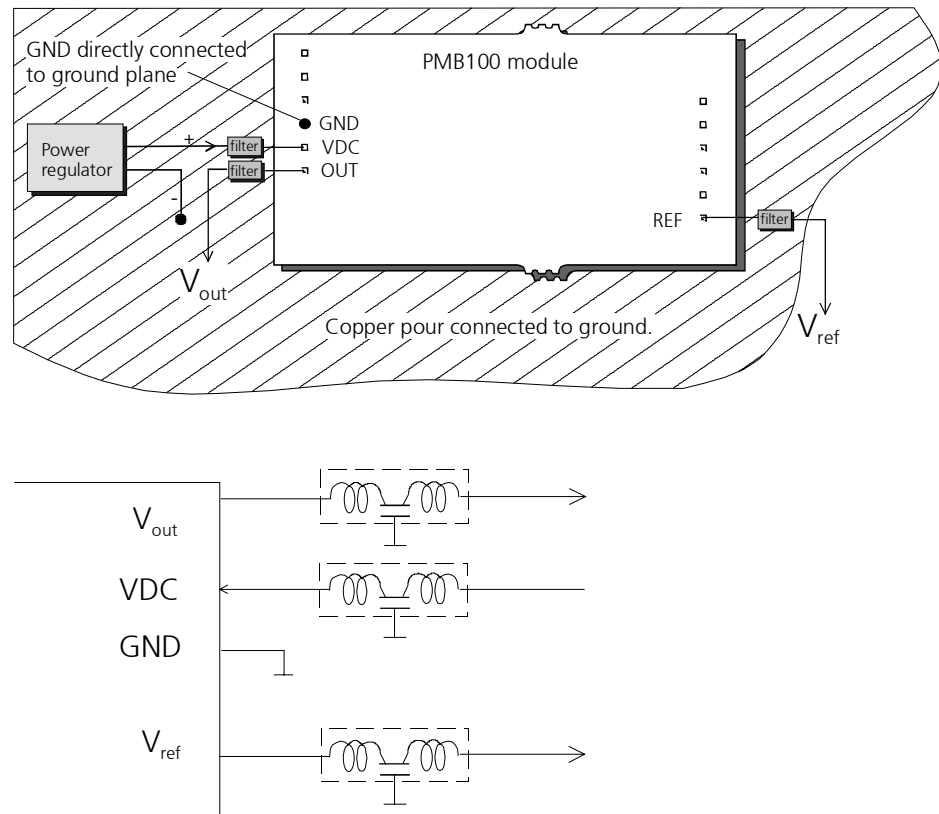 GND directly connected
to ground plane
PMB100 module
GND
VDC
OUT
Power
regulator
+
-
filter
filter
V_out
REF
filter
V_ref
Copper pour connected to ground.
V_out
VDC
GND
V_ref